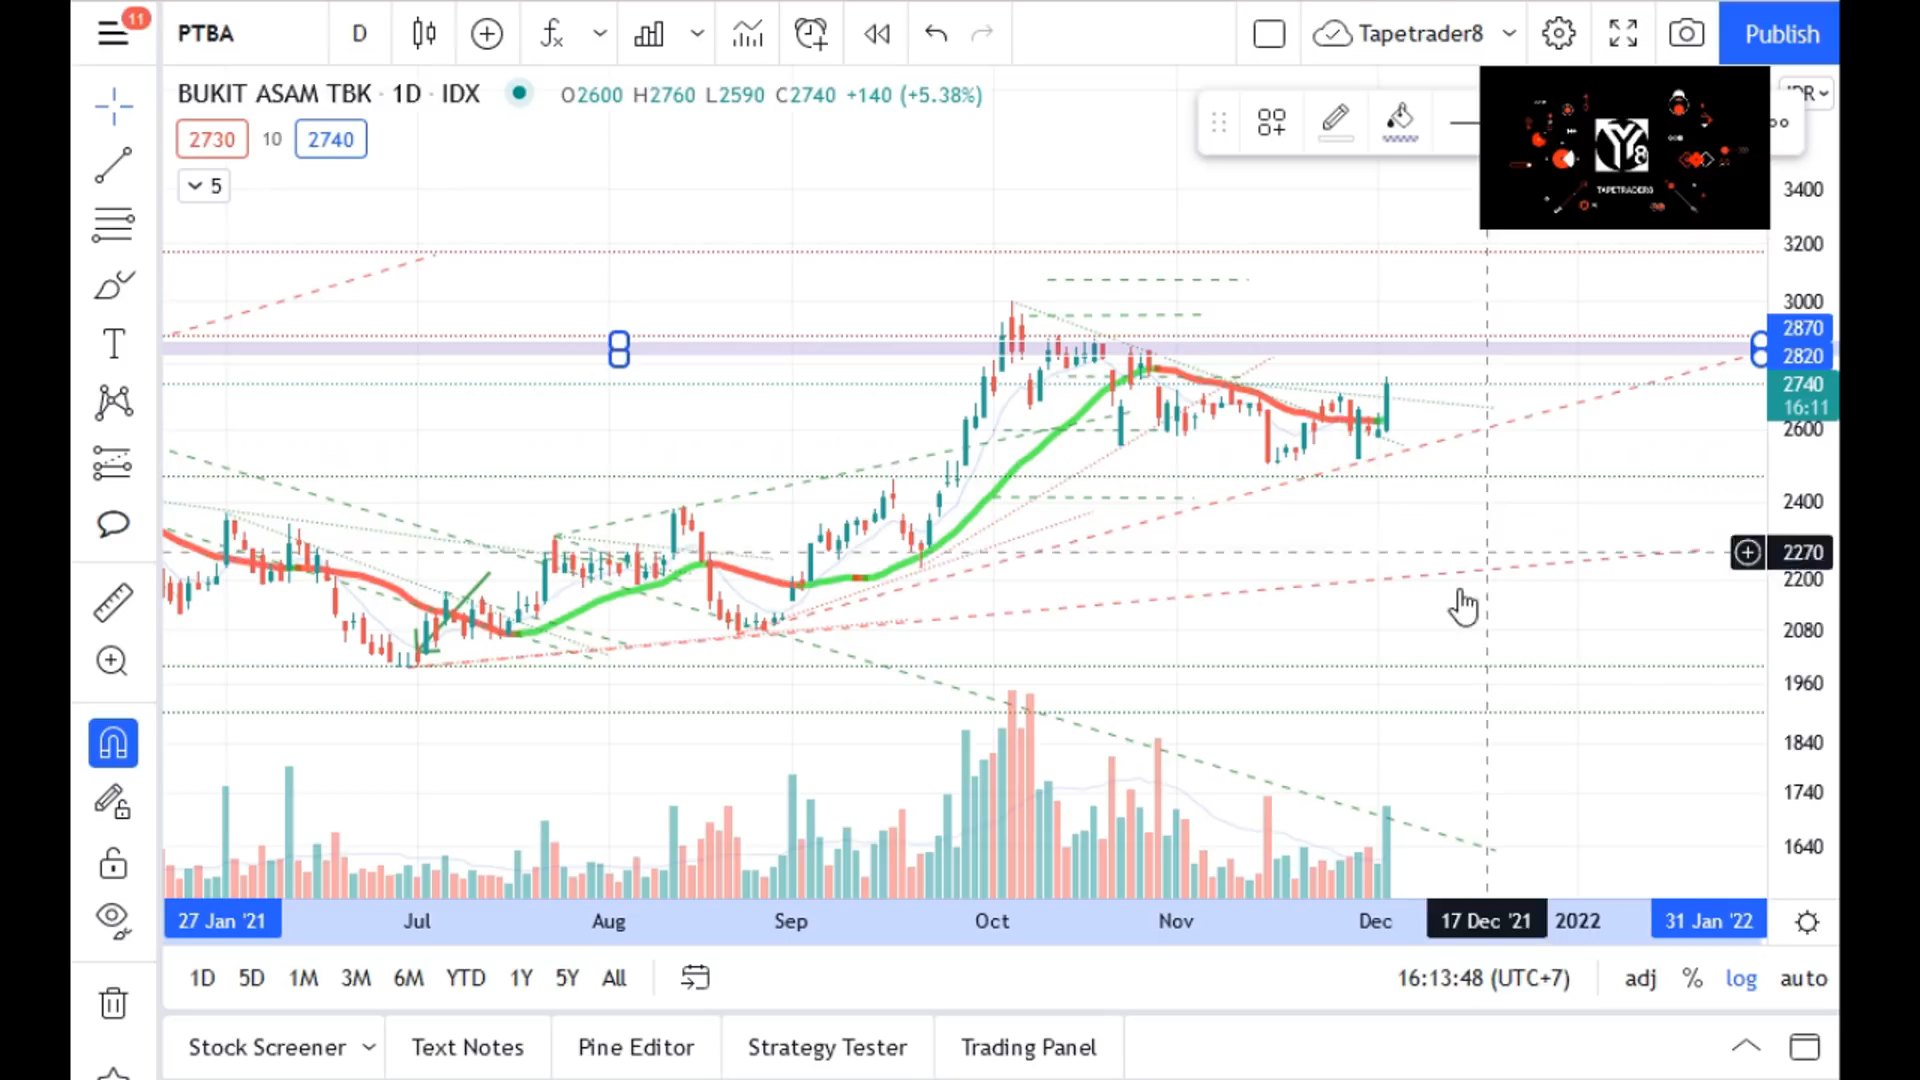 11
PTBA
D
Tapetrader8
Publish
BUKIT ASAM TBK · 1D · IDX
O2600 H2760 L2590 C2740 +140 (+5.38%)
2730 10 2740
5
Y8
TAPETRADER8
3400
3200
3000
2870
2820
2740
16:11
2600
2400
2270
2200
2080
1960
1840
1740
1640
27 Jan '21 Jul Aug Sep Oct Nov Dec 17 Dec '21 2022 31 Jan '22
1D 5D 1M 3M 6M YTD 1Y 5Y All
16:13:48 (UTC+7) adj % log auto
Stock Screener Text Notes Pine Editor Strategy Tester Trading Panel